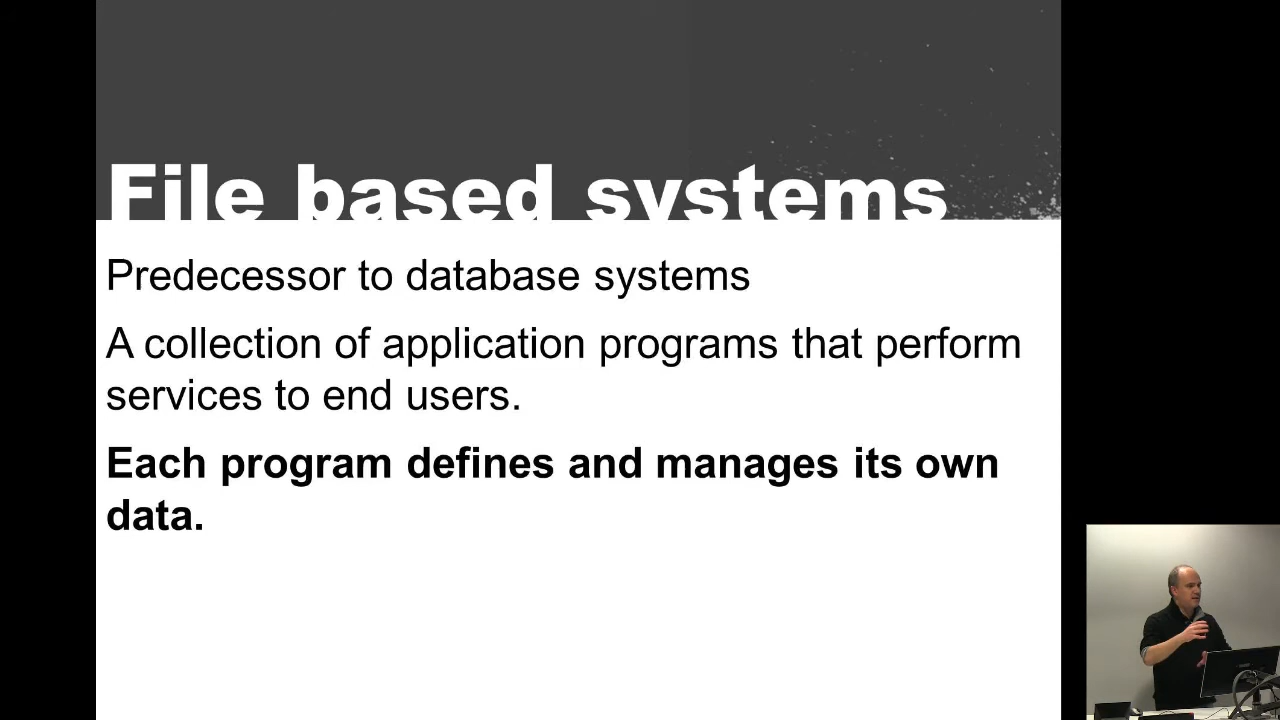 File based systems
Predecessor to database systems
A collection of application programs that perform
services to end users.
Each program defines and manages its own
data.